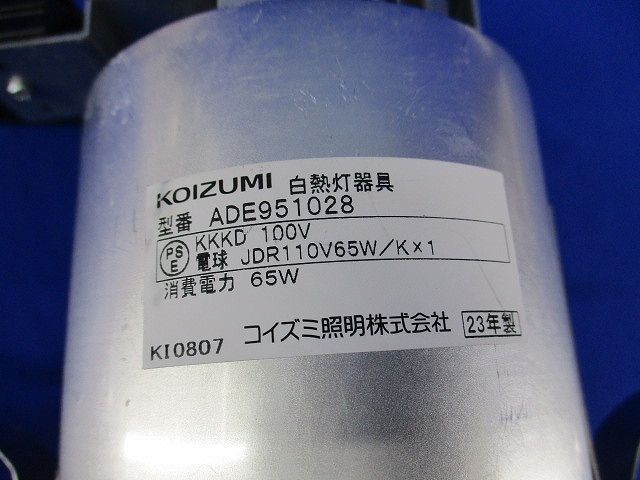 KOIZUMI 白熱灯器具
型番 ADE951028
PS E KKKD 100V
電球 JDR110V65W/K×1
消費電力 65W
KI0807 コイズミ照明株式会社 23年製